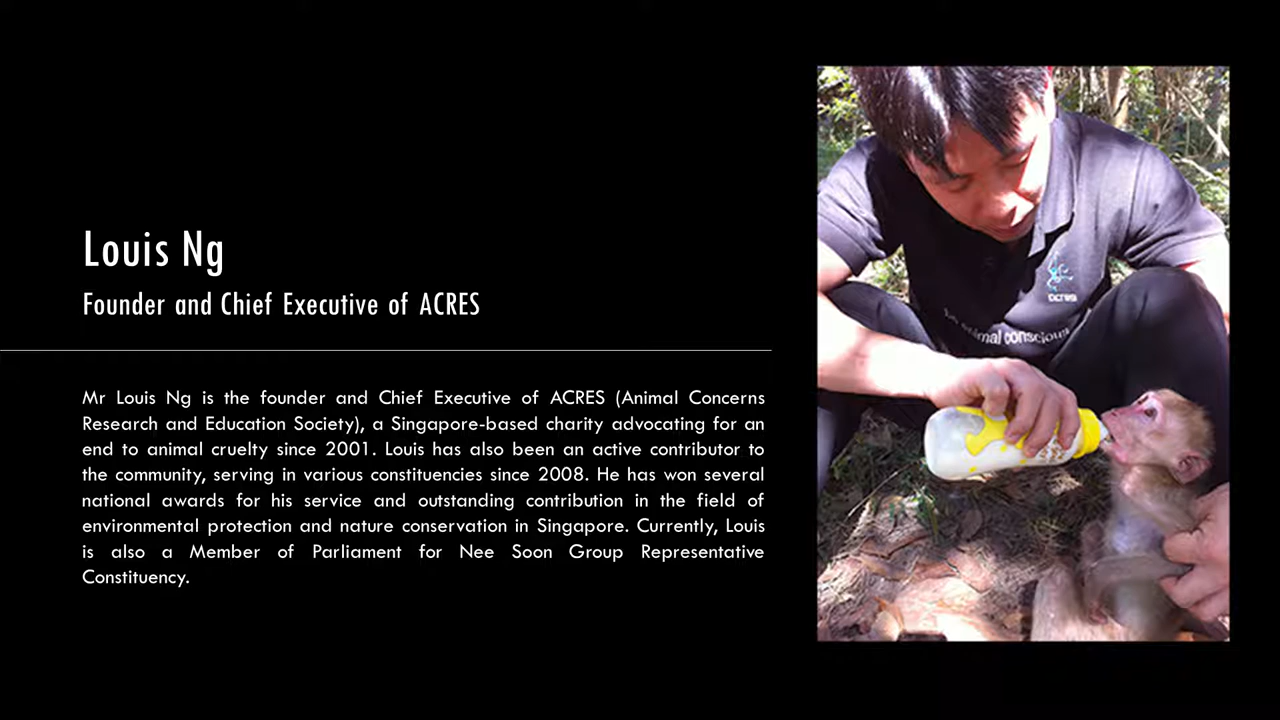 Louis Ng
Founder and Chief Executive of ACRES
Mr Louis Ng is the founder and Chief Executive of ACRES (Animal Concerns
Research and Education Society), a Singapore-based charity advocating for an
end to animal cruelty since 2001. Louis has also been an active contributor to
the community, serving in various constituencies since 2008. He has won several
national awards for his service and outstanding contribution in the field of
environmental protection and nature conservation in Singapore. Currently, Louis
is also a Member of Parliament for Nee Soon Group Representative
Constituency.
acres
animal conscious